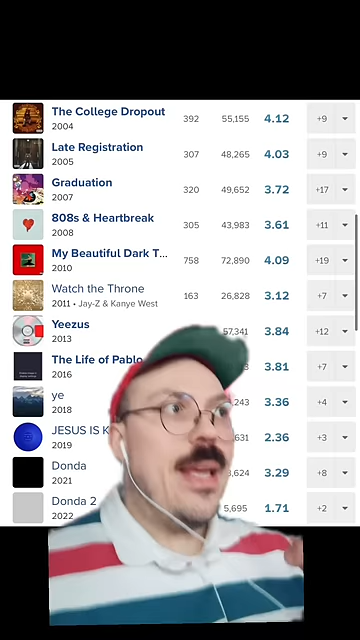 The College Dropout 392 55,155 4.12 +9
2004
Late Registration 307 48,265 4.03 +9
2005
Graduation 320 49,652 3.72 +17
2007
808s & Heartbreak 305 43,983 3.61 +11
2008
My Beautiful Dark T... 758 72,890 4.09 +19
2010
Watch the Throne 163 26,828 3.12 +7
2011 • Jay-Z & Kanye West
Yeezus 57,341 3.84 +12
2013
The Life of Pablo 3.81 +7
2016
ye ,243 3.36 +4
2018
JESUS IS K 631 2.36 +3
2019
Donda ,624 3.29 +8
2021
Donda 2 5,695 1.71 +2
2022